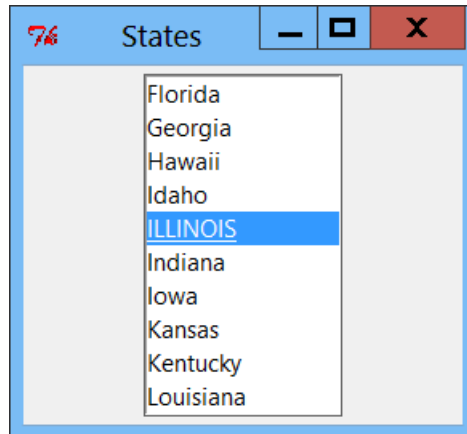 States
Florida
Georgia
Hawaii
Idaho
ILLINOIS
Indiana
Iowa
Kansas
Kentucky
Louisiana